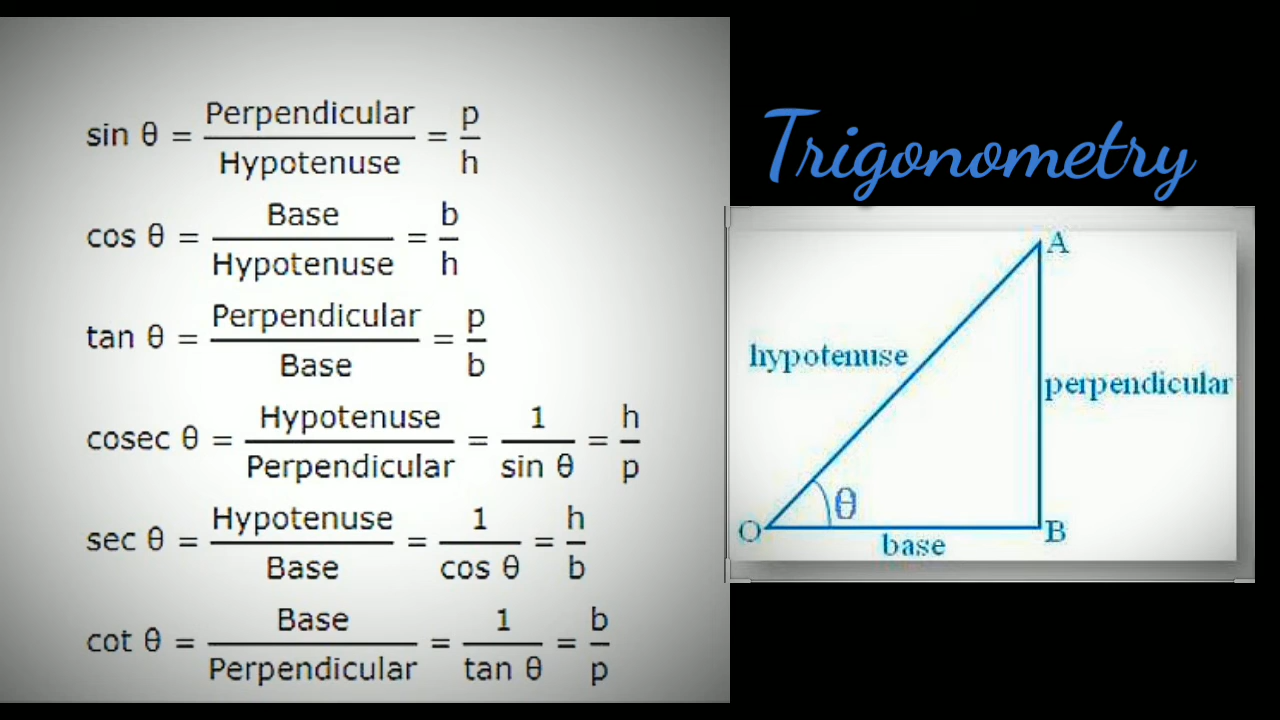 sin θ = Perpendicular / Hypotenuse = p / h
cos θ = Base / Hypotenuse = b / h
tan θ = Perpendicular / Base = p / b
cosec θ = Hypotenuse / Perpendicular = 1 / sin θ = h / p
sec θ = Hypotenuse / Base = 1 / cos θ = h / b
cot θ = Base / Perpendicular = 1 / tan θ = b / p
Trigonometry
A
hypotenuse
perpendicular
θ
O
B
base